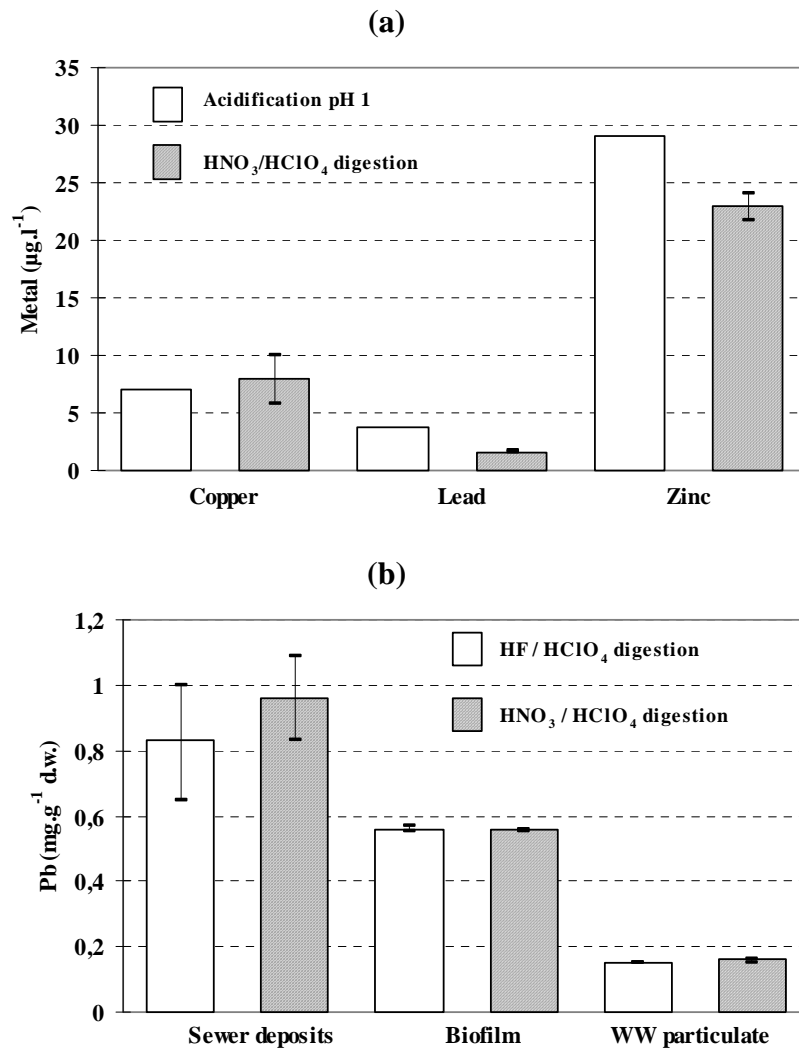 (a)
35
30
25
20
15
10
5
0
Metal (µg.l⁻¹)
Acidification pH 1
HNO₃/HClO₄ digestion
Copper Lead Zinc
(b)
1,2
1
0,8
0,6
0,4
0,2
0
Pb (mg.g⁻¹ d.w.)
HF / HClO₄ digestion
HNO₃ / HClO₄ digestion
Sewer deposits Biofilm WW particulate